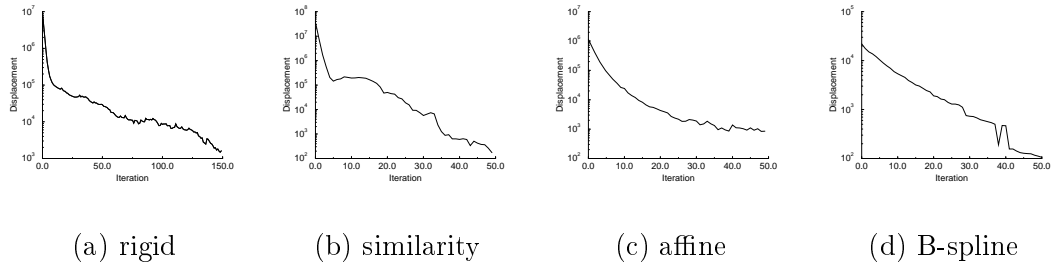 10^7
10^6
10^5
10^4
10^3
Displacement
0.0 50.0 100.0 150.0
Iteration
(a) rigid
10^8
10^7
10^6
10^5
10^4
10^3
10^2
Displacement
0.0 10.0 20.0 30.0 40.0 50.0
Iteration
(b) similarity
10^7
10^6
10^5
10^4
10^3
10^2
Displacement
0.0 10.0 20.0 30.0 40.0 50.0
Iteration
(c) affine
10^5
10^4
10^3
10^2
Displacement
0.0 10.0 20.0 30.0 40.0 50.0
Iteration
(d) B-spline